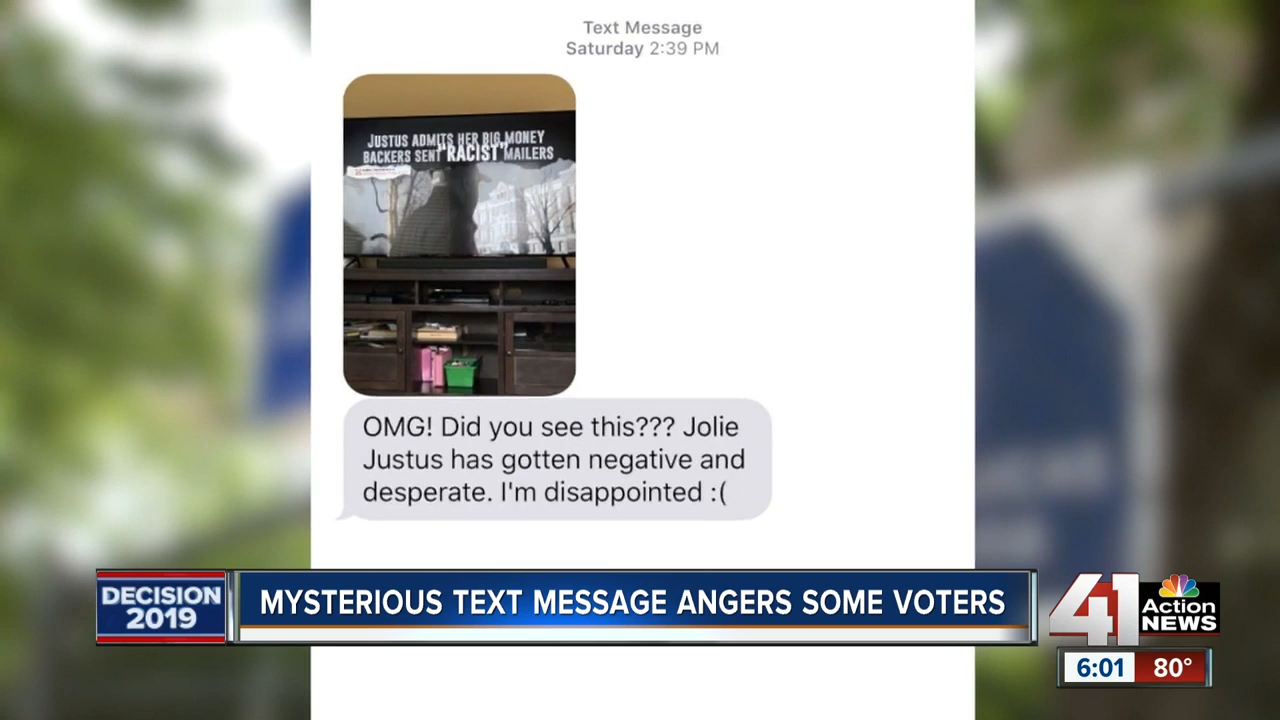 Text Message
Saturday 2:39 PM
JUSTUS ADMITS HER BIG MONEY
BACKERS SENT "RACIST" MAILERS
OMG! Did you see this??? Jolie
Justus has gotten negative and
desperate. I'm disappointed :(
DECISION
2019
MYSTERIOUS TEXT MESSAGE ANGERS SOME VOTERS
41
Action
NEWS
6:01
80°